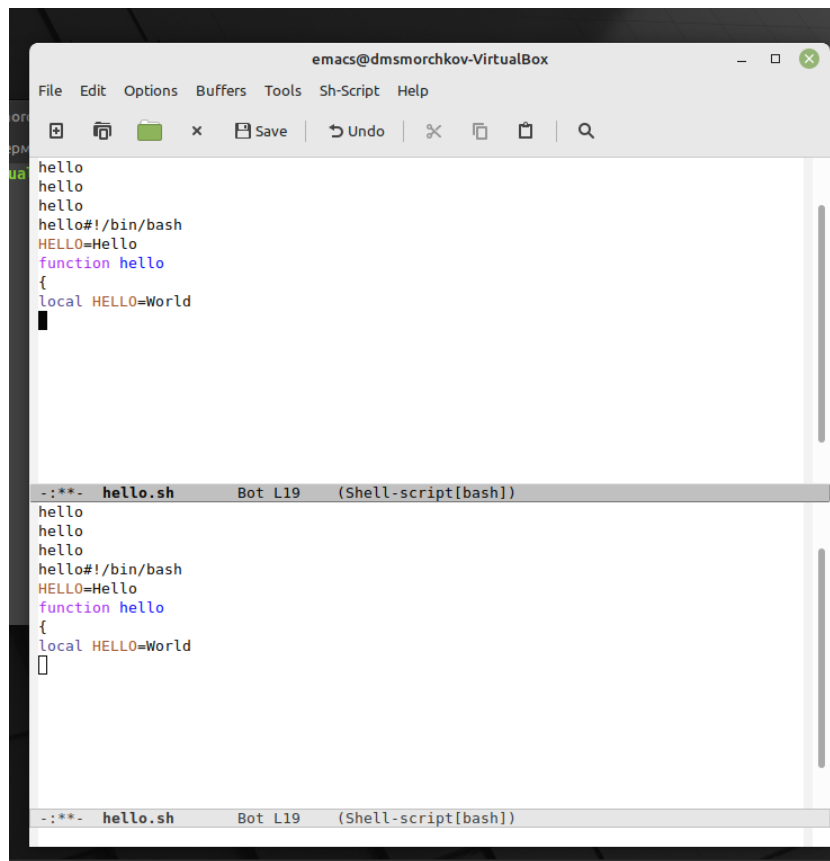 emacs@dmsmorchkov-VirtualBox
File Edit Options Buffers Tools Sh-Script Help
Save Undo
hello
hello
hello
hello#!/bin/bash
HELLO=Hello
function hello
{
local HELLO=World
-:**- hello.sh Bot L19 (Shell-script[bash])
hello
hello
hello
hello#!/bin/bash
HELLO=Hello
function hello
{
local HELLO=World
-:**- hello.sh Bot L19 (Shell-script[bash])